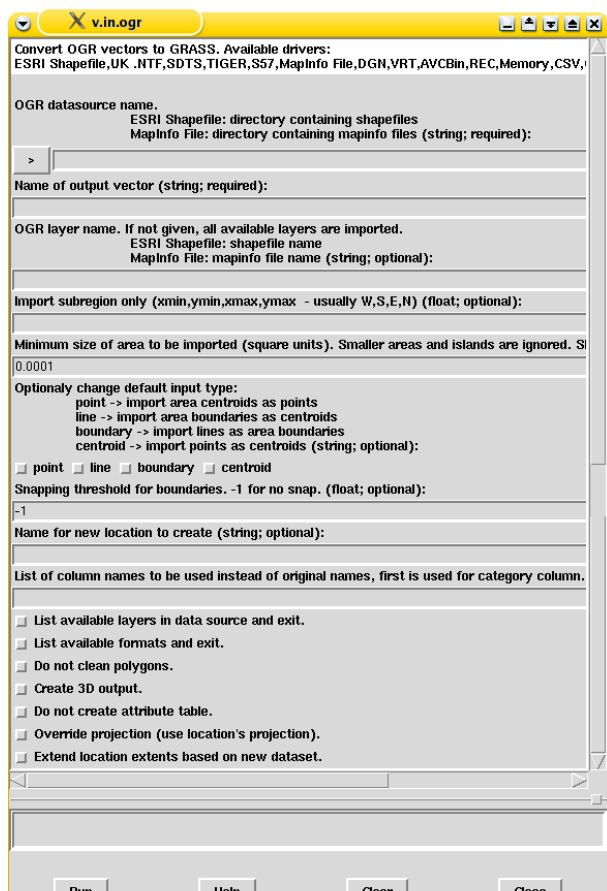 v.in.ogr
Convert OGR vectors to GRASS. Available drivers:
ESRI Shapefile,UK .NTF,SDTS,TIGER,S57,MapInfo File,DGN,VRT,AVCBin,REC,Memory,CSV,
OGR datasource name.
ESRI Shapefile: directory containing shapefiles
MapInfo File: directory containing mapinfo files (string; required):
>
Name of output vector (string; required):
OGR layer name. If not given, all available layers are imported.
ESRI Shapefile: shapefile name
MapInfo File: mapinfo file name (string; optional):
Import subregion only (xmin,ymin,xmax,ymax - usually W,S,E,N) (float; optional):
Minimum size of area to be imported (square units). Smaller areas and islands are ignored.
0.0001
Optionaly change default input type:
point -> import area centroids as points
line -> import area boundaries as centroids
boundary -> import lines as area boundaries
centroid -> import points as centroids (string; optional):
point line boundary centroid
Snapping threshold for boundaries. -1 for no snap. (float; optional):
-1
Name for new location to create (string; optional):
List of column names to be used instead of original names, first is used for category column.
List available layers in data source and exit.
List available formats and exit.
Do not clean polygons.
Create 3D output.
Do not create attribute table.
Override projection (use location's projection).
Extend location extents based on new dataset.
Run Help Clear Close